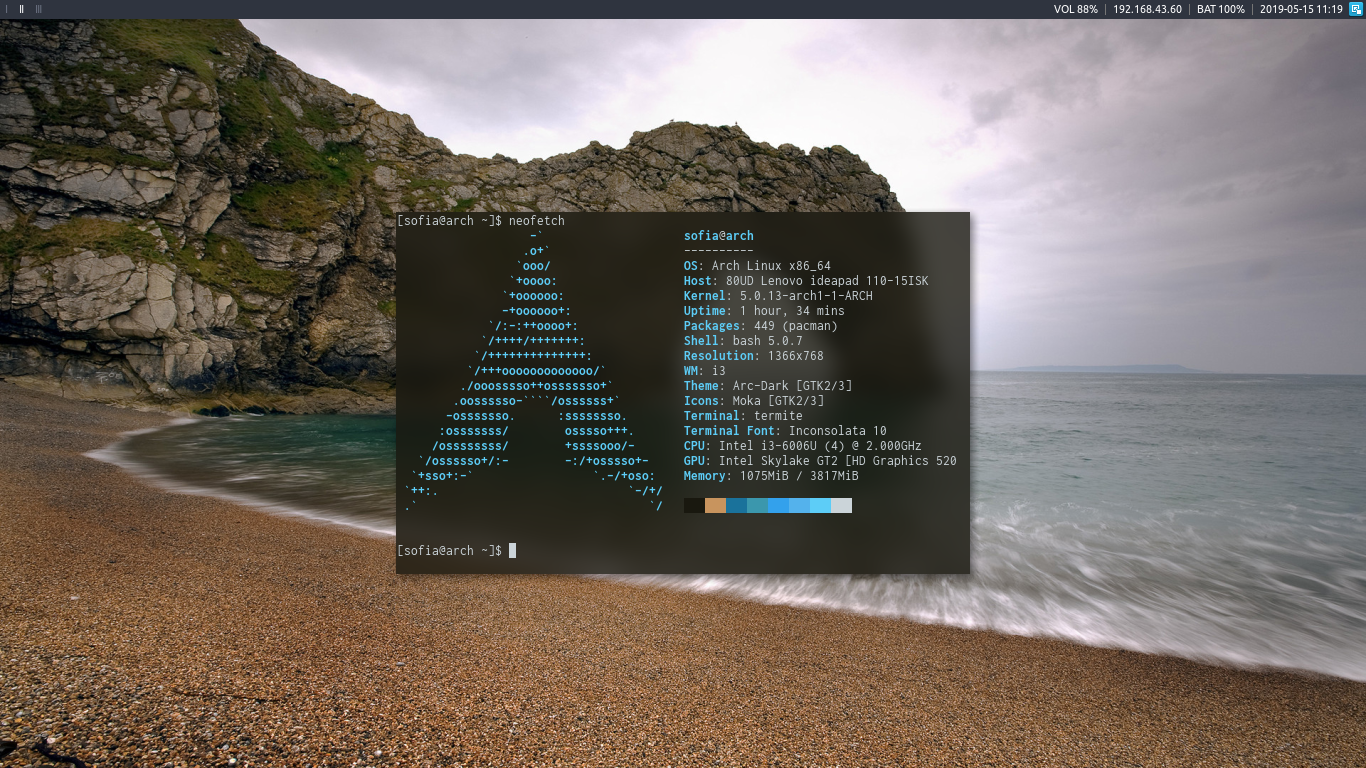 I II III VOL 88% 192.168.43.60 BAT 100% 2019-05-15 11:19
[sofia@arch ~]$ neofetch
-`
.o+`
`ooo/
`+oooo:
`+oooooo:
-+oooooo+:
`/:-:++oooo+:
`/++++/+++++++:
`/++++++++++++++:
`/+++ooooooooooooo/`
./ooosssso++osssssso+`
.oossssso-````/ossssss+`
-osssssso. :ssssssso.
:osssssss/ osssso+++.
/ossssssss/ +ssssooo/-
`/ossssso+/:- -:/+osssso+-
`+sso+:-` `.-/+oso:
`++:. `-/+/
.` `/
sofia@arch
----------
OS: Arch Linux x86_64
Host: 80UD Lenovo ideapad 110-15ISK
Kernel: 5.0.13-arch1-1-ARCH
Uptime: 1 hour, 34 mins
Packages: 449 (pacman)
Shell: bash 5.0.7
Resolution: 1366x768
WM: i3
Theme: Arc-Dark [GTK2/3]
Icons: Moka [GTK2/3]
Terminal: termite
Terminal Font: Inconsolata 10
CPU: Intel i3-6006U (4) @ 2.000GHz
GPU: Intel Skylake GT2 [HD Graphics 520
Memory: 1075MiB / 3817MiB
[sofia@arch ~]$